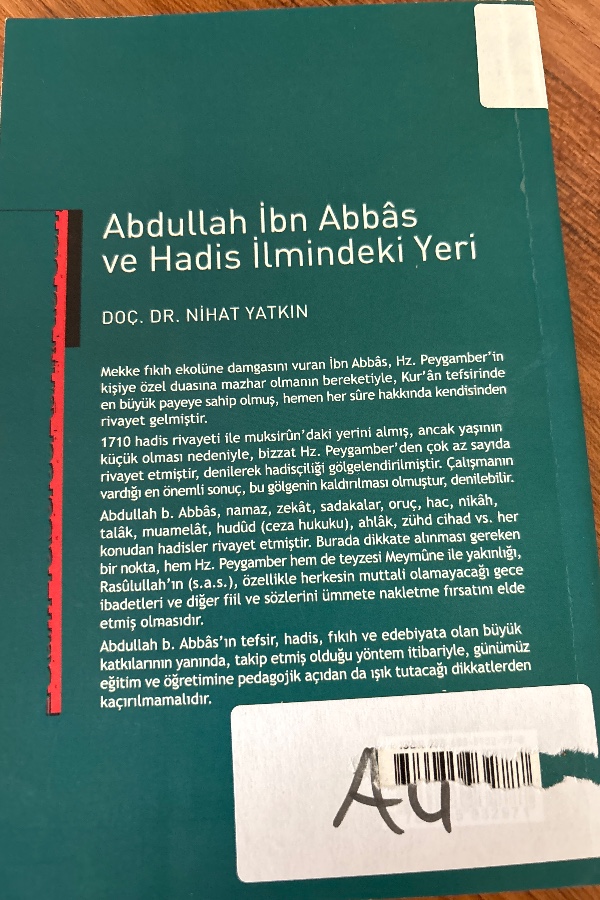 Abdullah İbn Abbâs
ve Hadis İlmindeki Yeri
DOÇ. DR. NİHAT YATKIN
Mekke fıkıh ekolüne damgasını vuran İbn Abbâs, Hz. Peygamber'in
kişiye özel duasına mazhar olmanın bereketiyle, Kur'ân tefsirinde
en büyük payeye sahip olmuş, hemen her sûre hakkında kendisinden
rivayet gelmiştir.
1710 hadis rivayeti ile muksirûn'daki yerini almış, ancak yaşının
küçük olması nedeniyle, bizzat Hz. Peygamber'den çok az sayıda
rivayet etmiştir, denilerek hadisçiliği gölgelendirilmiştir. Çalışmanın
vardığı en önemli sonuç, bu gölgenin kaldırılması olmuştur, denilebilir.
Abdullah b. Abbâs, namaz, zekât, sadakalar, oruç, hac, nikâh,
talâk, muamelât, hudûd (ceza hukuku), ahlâk, zühd cihad vs. her
konudan hadisler rivayet etmiştir. Burada dikkate alınması gereken
bir nokta, hem Hz. Peygamber hem de teyzesi Meymûne ile yakınlığı,
Rasûlullah'ın (s.a.s.), özellikle herkesin muttali olamayacağı gece
ibadetleri ve diğer fiil ve sözlerini ümmete nakletme fırsatını elde
etmiş olmasıdır.
Abdullah b. Abbâs'ın tefsir, hadis, fıkıh ve edebiyata olan büyük
katkılarının yanında, takip etmiş olduğu yöntem itibariyle, günümüz
eğitim ve öğretimine pedagojik açıdan da ışık tutacağı dikkatlerden
kaçırılmamalıdır.
Au